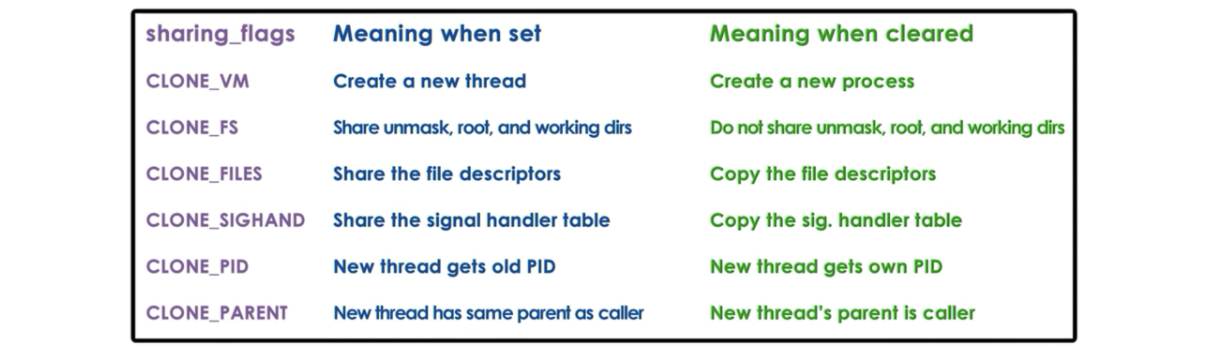 sharing_flags Meaning when set Meaning when cleared
CLONE_VM Create a new thread Create a new process
CLONE_FS Share unmask, root, and working dirs Do not share unmask, root, and working dirs
CLONE_FILES Share the file descriptors Copy the file descriptors
CLONE_SIGHAND Share the signal handler table Copy the sig. handler table
CLONE_PID New thread gets old PID New thread gets own PID
CLONE_PARENT New thread has same parent as caller New thread's parent is caller